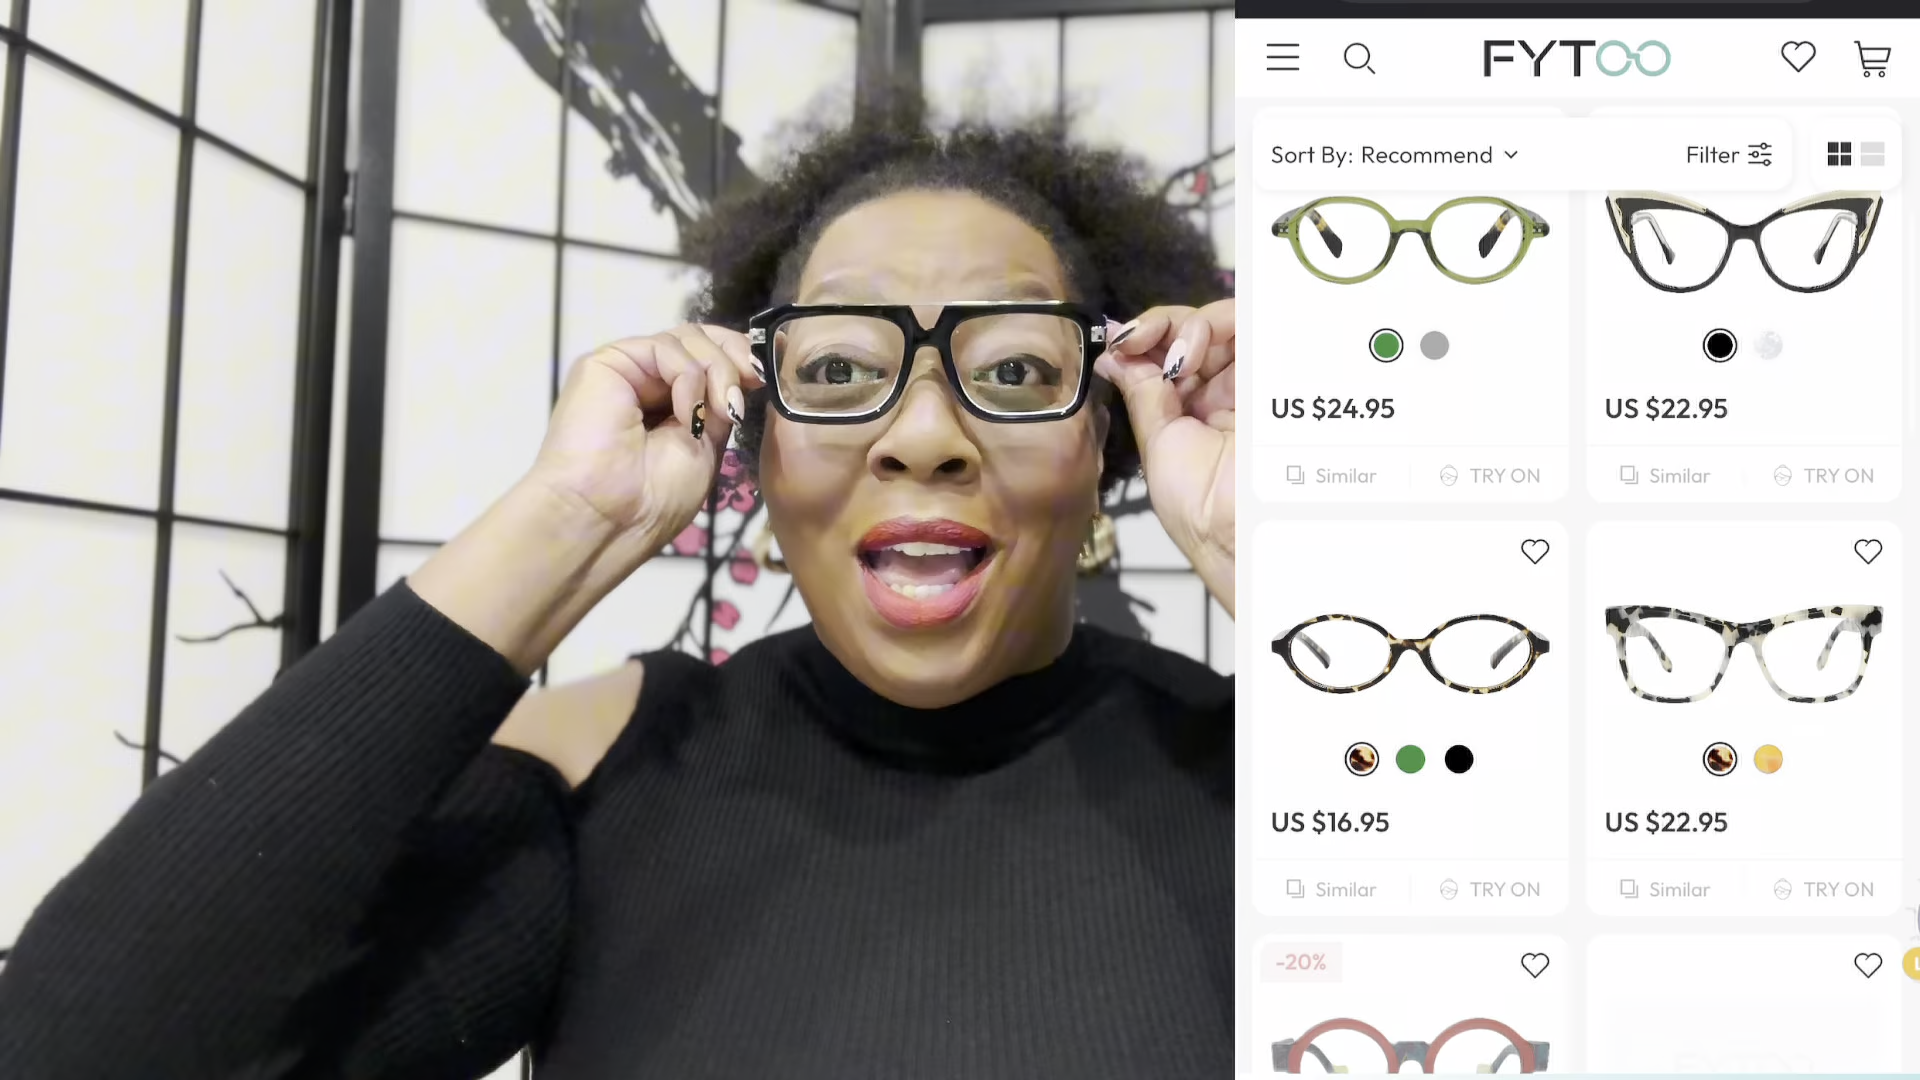 FYTOO
Sort By: Recommend
Filter
US $24.95
US $22.95
Similar
TRY ON
Similar
TRY ON
US $16.95
US $22.95
Similar
TRY ON
Similar
TRY ON
-20%